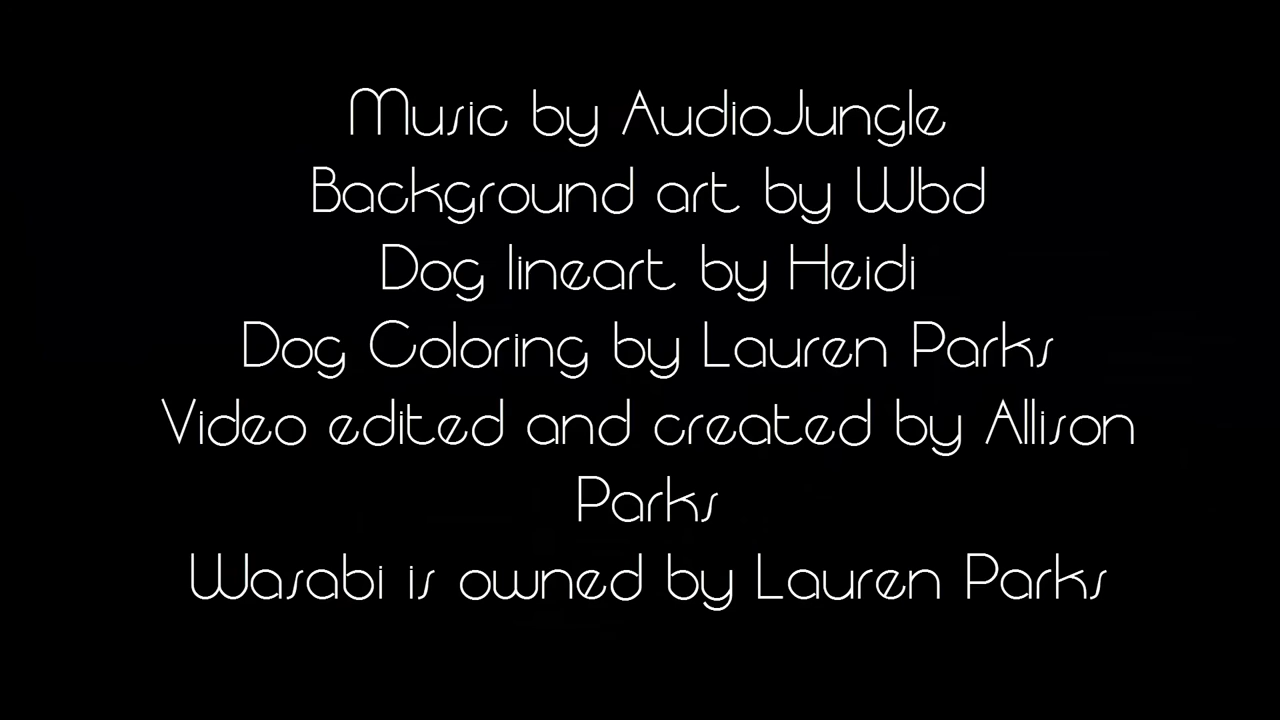 Music by AudioJungle
Background art by Wbd
Dog lineart by Heidi
Dog Coloring by Lauren Parks
Video edited and created by Allison
Parks
Wasabi is owned by Lauren Parks